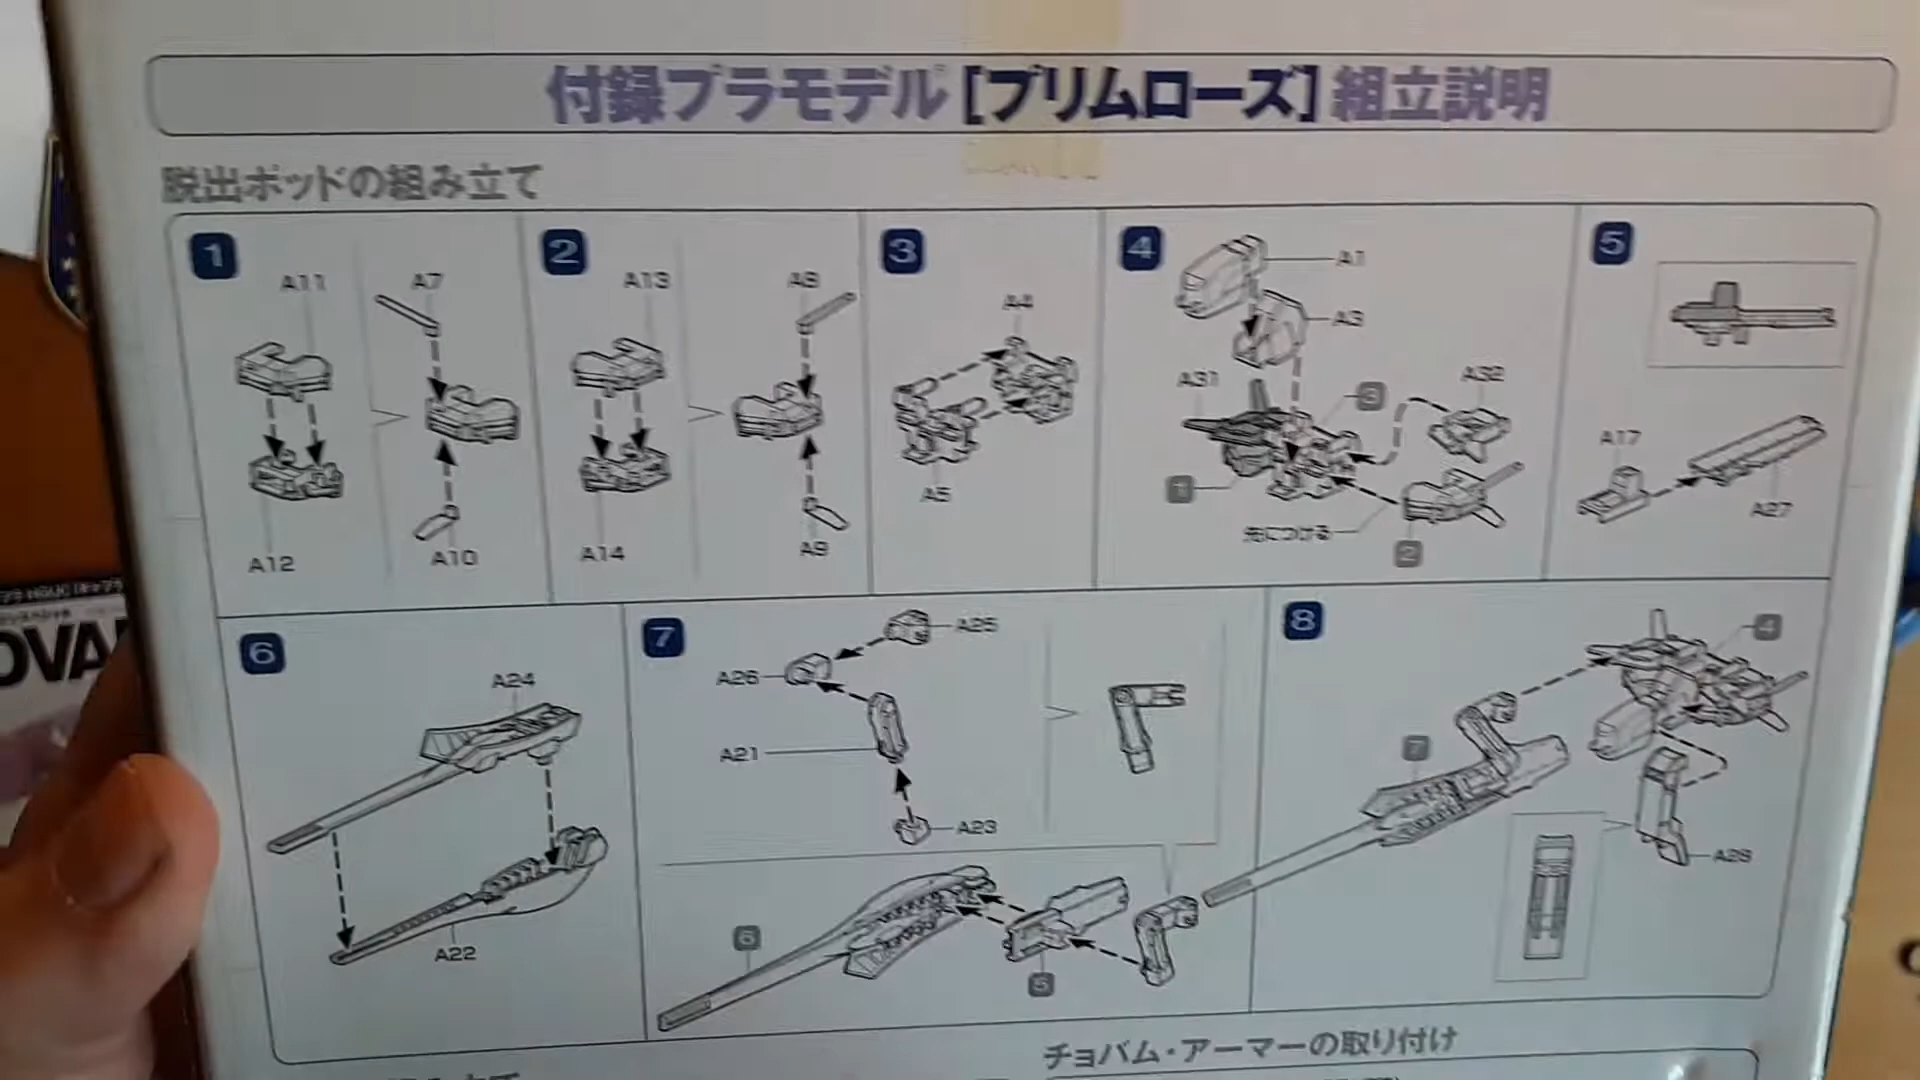 付録プラモデル[プリムローズ]組立説明
脱出ポッドの組み立て
1
A11
A7
A12
A10
2
A13
A8
A14
A9
3
A4
A5
4
A1
A3
A31
3
A32
1
先につける
2
5
A17
A27
6
A24
A22
7
A25
A26
A21
A23
6
5
8
4
7
A28
OVA
チョバム・アーマーの取り付け